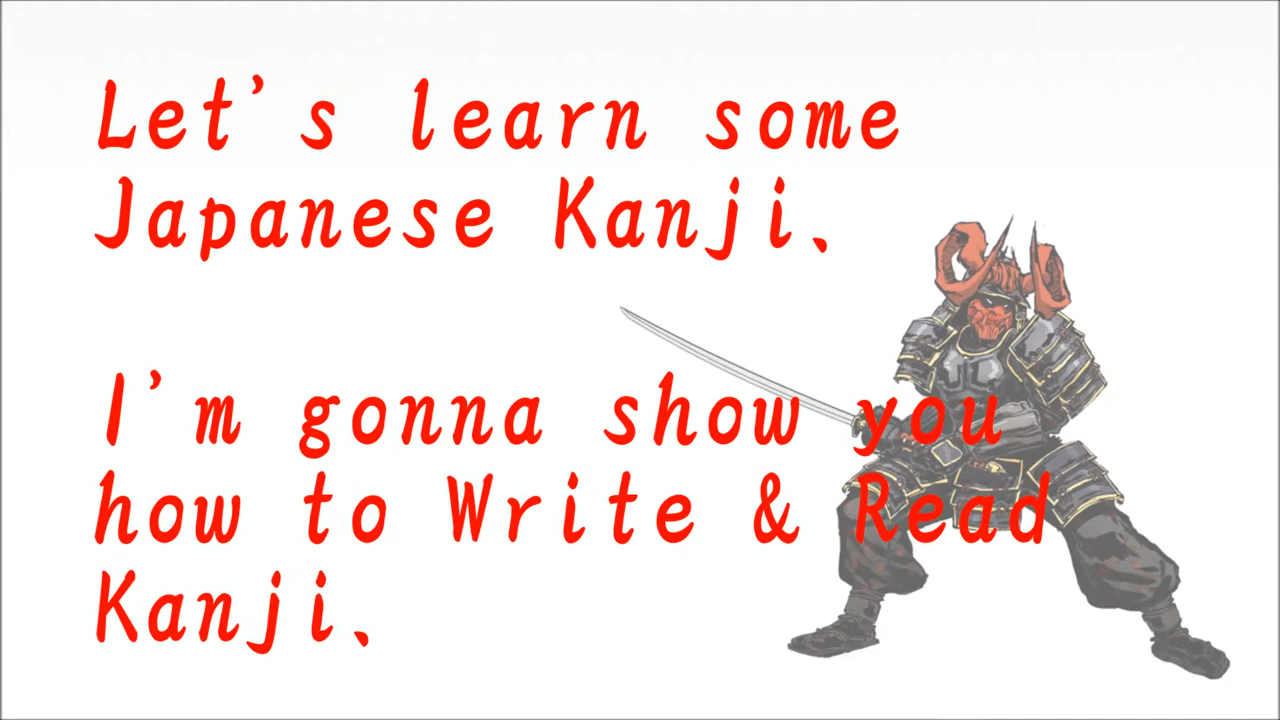 Let's learn some
Japanese Kanji、
I'm gonna show you
how to Write & Read
Kanji、